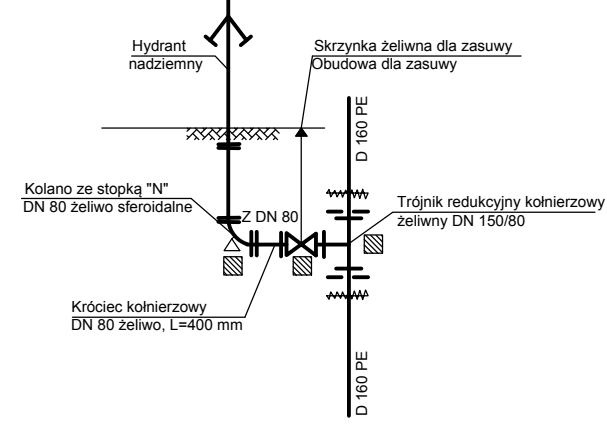 Hydrant
nadziemny
Skrzynka żeliwna dla zasuwy
Obudowa dla zasuwy
D 160 PE
Kolano ze stopką "N"
DN 80 żeliwo sferoidalne
Z DN 80
Trójnik redukcyjny kołnierzowy
żeliwny DN 150/80
Króciec kołnierzowy
DN 80 żeliwo, L=400 mm
D 160 PE